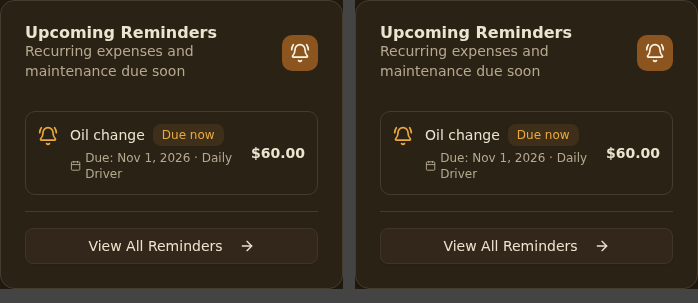 Upcoming Reminders
Recurring expenses and
maintenance due soon
Oil change Due now
Due: Nov 1, 2026 · Daily
Driver
$60.00
View All Reminders
Upcoming Reminders
Recurring expenses and
maintenance due soon
Oil change Due now
Due: Nov 1, 2026 · Daily
Driver
$60.00
View All Reminders